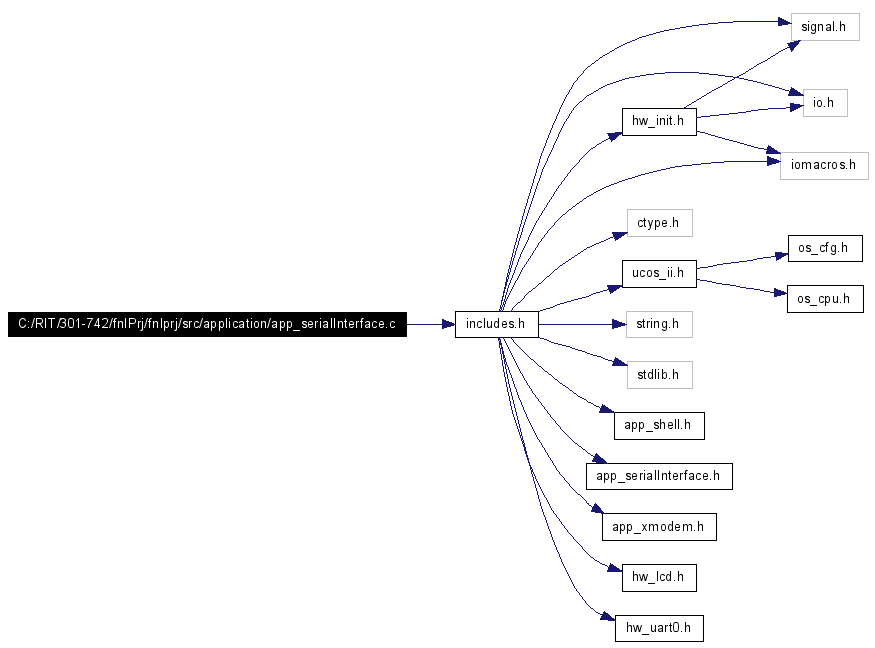 signal.h
io.h
hw_init.h
iomacros.h
ctype.h
os_cfg.h
ucos_ii.h
os_cpu.h
C:/RIT/301-742/fnlPrj/fnlprj/src/application/app_serialInterface.c
includes.h
string.h
stdlib.h
app_shell.h
app_serialInterface.h
app_xmodem.h
hw_lcd.h
hw_uart0.h